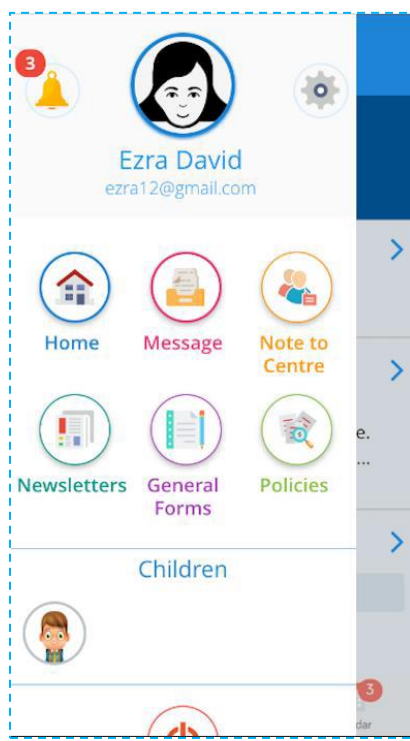 3
Ezra David
ezra12@gmail.com
Home
Message
Note to
Centre
Newsletters
General
Forms
Policies
e.
...
Children
3
dar